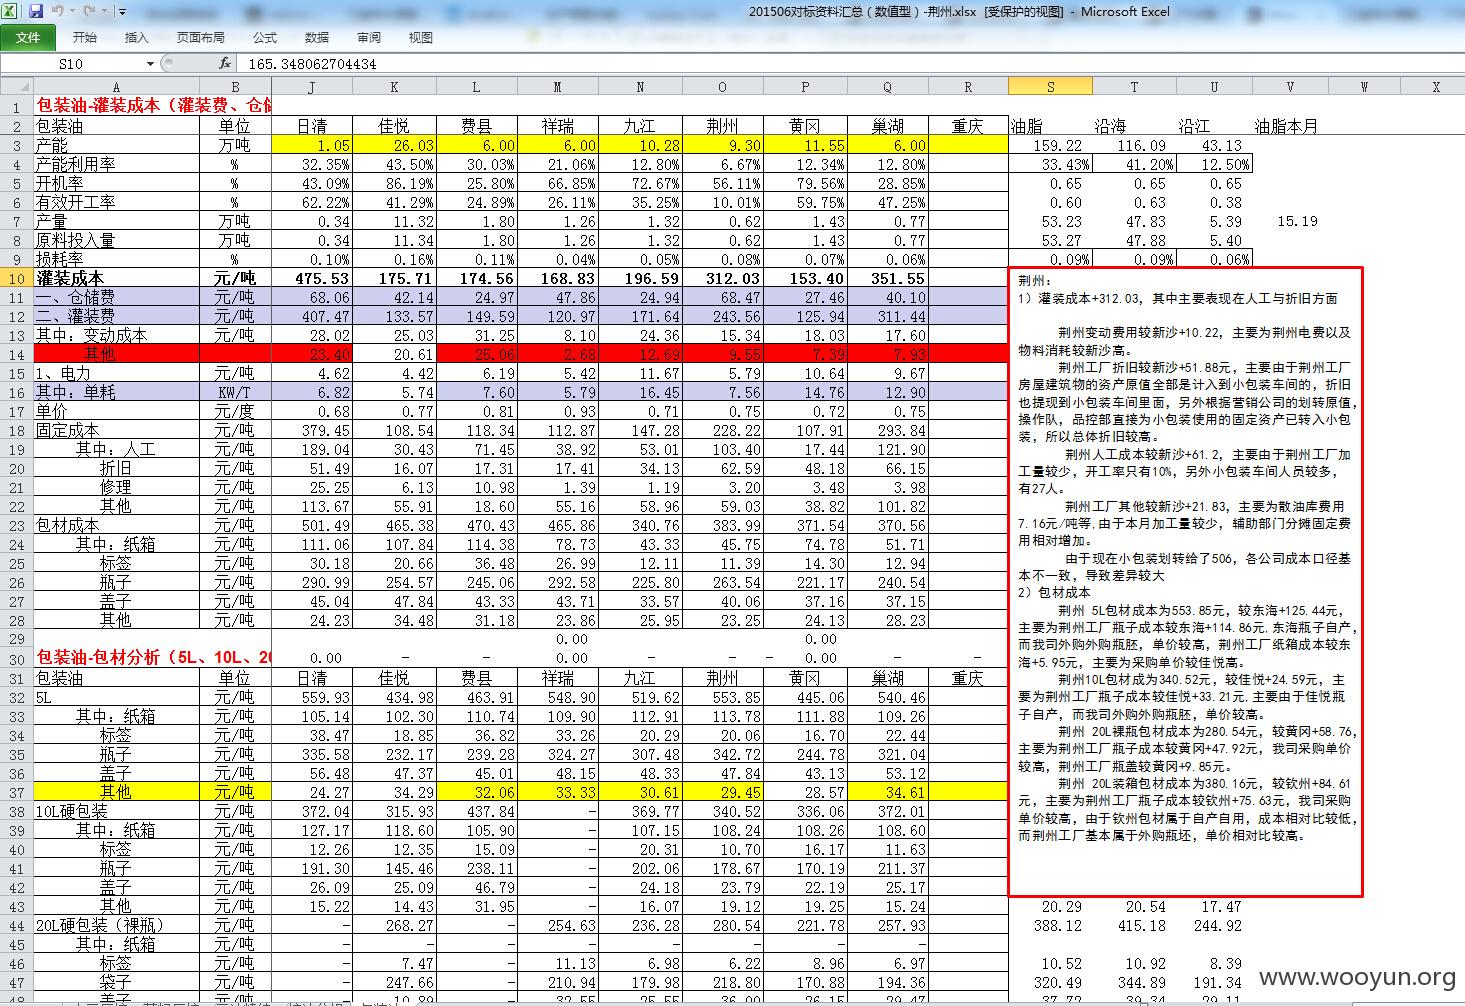 201506对标资料汇总（数值型）-荆州.xlsx [受保护的视图] - Microsoft Excel
文件 开始 插入 页面布局 公式 数据 审阅 视图
S10 fx 165.348062704434
A B J K L M N O P Q R S T U V W X
1 包装油-灌装成本（灌装费、仓储
2 包装油 单位 日清 佳悦 费县 祥瑞 九江 荆州 黄冈 巢湖 重庆 油脂 沿海 沿江 油脂本月
3 产能 万吨 1.05 26.03 6.00 6.00 10.28 9.30 11.55 6.00 159.22 116.09 43.13
4 产能利用率 % 32.35% 43.50% 30.03% 21.06% 12.80% 6.67% 12.34% 12.80% 33.43% 41.20% 12.50%
5 开机率 % 43.09% 86.19% 25.80% 66.85% 72.67% 56.11% 79.56% 28.85% 0.65 0.65 0.65
6 有效开工率 % 62.22% 41.29% 24.89% 26.11% 35.25% 10.01% 59.75% 47.25% 0.60 0.63 0.38
7 产量 万吨 0.34 11.32 1.80 1.26 1.32 0.62 1.43 0.77 53.23 47.83 5.39 15.19
8 原料投入量 万吨 0.34 11.34 1.80 1.26 1.32 0.62 1.43 0.77 53.27 47.88 5.40
9 损耗率 % 0.10% 0.16% 0.11% 0.04% 0.05% 0.08% 0.07% 0.06% 0.09% 0.09% 0.06%
10 灌装成本 元/吨 475.53 175.71 174.56 168.83 196.59 312.03 153.40 351.55
11 一、仓储费 元/吨 68.06 42.14 24.97 47.86 24.94 68.47 27.46 40.10
12 二、灌装费 元/吨 407.47 133.57 149.59 120.97 171.64 243.56 125.94 311.44
13 其中：变动成本 元/吨 28.02 25.03 31.25 8.10 24.36 15.34 18.03 17.60
14 其他 23.40 20.61 25.06 2.68 12.69 9.55 7.39 7.93
15 1、电力 元/吨 4.62 4.42 6.19 5.42 11.67 5.79 10.64 9.67
16 其中：单耗 KW/T 6.82 5.74 7.60 5.79 16.45 7.56 14.76 12.90
17 单价 元/度 0.68 0.77 0.81 0.93 0.71 0.75 0.72 0.75
18 固定成本 元/吨 379.45 108.54 118.34 112.87 147.28 228.22 107.91 293.84
19 其中：人工 元/吨 189.04 30.43 71.45 38.92 53.01 103.40 17.44 121.90
20 折旧 元/吨 51.49 16.07 17.31 17.41 34.13 62.59 48.18 66.15
21 修理 元/吨 25.25 6.13 10.98 1.39 1.19 3.20 3.48 3.98
22 其他 元/吨 113.67 55.91 18.60 55.16 58.96 59.03 38.82 101.82
23 包材成本 元/吨 501.49 465.38 470.43 465.86 340.76 383.99 371.54 370.56
24 其中：纸箱 元/吨 111.06 107.84 114.38 78.73 43.33 45.75 74.78 51.71
25 标签 元/吨 30.18 20.66 36.48 26.99 12.11 11.39 14.30 12.94
26 瓶子 元/吨 290.99 254.57 245.06 292.58 225.80 263.54 221.17 240.54
27 盖子 元/吨 45.04 47.84 43.33 43.71 33.57 40.06 37.16 37.15
28 其他 元/吨 24.23 34.48 31.18 23.86 25.95 23.25 24.13 28.23
29 0.00 0.00
30 包装油-包材分析（5L、10L、20 0.00 - - 0.00 - - - 0.00 - -
31 包装油 单位 日清 佳悦 费县 祥瑞 九江 荆州 黄冈 巢湖 重庆
32 5L 元/吨 559.93 434.98 463.91 548.90 519.62 553.85 445.06 540.46
33 其中：纸箱 元/吨 105.14 102.30 110.74 109.90 112.91 113.78 111.88 109.26
34 标签 元/吨 38.47 18.85 36.82 33.26 20.29 20.06 16.70 22.44
35 瓶子 元/吨 335.58 232.17 239.28 324.27 307.48 342.72 244.78 321.04
36 盖子 元/吨 56.48 47.37 45.01 48.15 48.33 47.84 43.13 53.12
37 其他 元/吨 24.27 34.29 32.06 33.33 30.61 29.45 28.57 34.61
38 10L硬包装 元/吨 372.04 315.93 437.84 - 369.77 340.52 336.06 372.01
39 其中：纸箱 元/吨 127.17 118.60 105.90 - 107.15 108.24 108.26 108.60
40 标签 元/吨 12.26 12.35 15.09 - 20.31 10.70 16.17 11.63
41 瓶子 元/吨 191.30 145.46 238.11 - 202.06 178.67 170.19 211.37
42 盖子 元/吨 26.09 25.09 46.79 - 24.18 23.79 22.19 25.17
43 其他 元/吨 15.22 14.43 31.95 - 16.07 19.12 19.25 15.24 20.29 20.54 17.47
44 20L硬包装（裸瓶） 元/吨 - 268.27 - 254.63 236.28 280.54 221.78 257.93 388.12 415.18 244.92
45 其中：纸箱 元/吨 - - - - - - - -
46 标签 元/吨 - 7.47 - 11.13 6.98 6.22 8.96 6.97 10.52 10.92 8.39
47 袋子 元/吨 - 247.66 - 210.94 179.98 217.68 176.24 194.36 320.49 344.89 191.34
荆州：
1）灌装成本+312.03，其中主要表现在人工与折旧方面
荆州变动费用较新沙+10.22，主要为荆州电费以及
物料消耗较新沙高。
荆州工厂折旧较新沙+51.88元，主要由于荆州工厂
房屋建筑物的资产原值全部是计入到小包装车间的，折旧
也提现到小包装车间里面，另外根据营销公司的划转原值，
操作队，品控部直接为小包装使用的固定资产已转入小包
装，所以总体折旧较高。
荆州人工成本较新沙+61.2，主要由于荆州工厂加
工量较少，开工率只有10%，另外小包装车间人员较多，
有27人。
荆州工厂其他较新沙+21.83，主要为散油库费用
7.16元/吨等.由于本月加工量较少，辅助部门分摊固定费
用相对增加。
由于现在小包装划转给了506，各公司成本口径基
本不一致，导致差异较大
2）包材成本
荆州 5L包材成本为553.85元，较东海+125.44元，
主要为荆州工厂瓶子成本较东海+114.86元.东海瓶子自产，
而我司外购外购瓶胚，单价较高，荆州工厂纸箱成本较东
海+5.95元，主要为采购单价较佳悦高。
荆州10L包材成为340.52元，较佳悦+24.59元，主
要为荆州工厂瓶子成本较佳悦+33.21元.主要由于佳悦瓶
子自产，而我司外购外购瓶胚，单价较高。
荆州 20L裸瓶包材成本为280.54元，较黄冈+58.76，
主要为荆州工厂瓶子成本较黄冈+47.92元，我司采购单价
较高，荆州工厂瓶盖较黄冈+9.85元。
荆州 20L装箱包材成本为380.16元，较钦州+84.61
元，主要为荆州工厂瓶子成本较钦州+75.63元，我司采购
单价较高，由于钦州包材属于自产自用，成本相对比较低，
而荆州工厂基本属于外购瓶坯，单价相对比较高。
www.wooyun.org